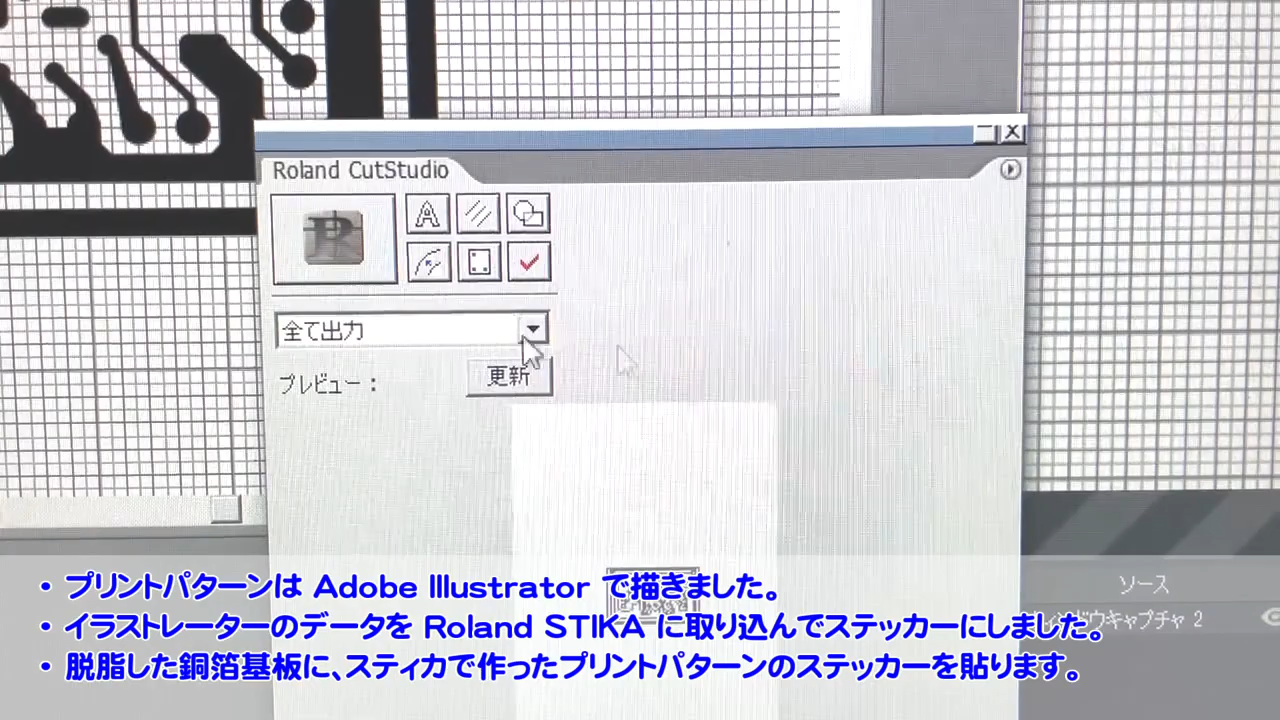 Roland CutStudio
全て出力
プレビュー：
更新
ソース
ウィンドウキャプチャ 2
・ プリントパターンは Adobe Illustrator で描きました。
・ イラストレーターのデータを Roland STIKA に取り込んでステッカーにしました。
・ 脱脂した銅箔基板に、スティカで作ったプリントパターンのステッカーを貼ります。